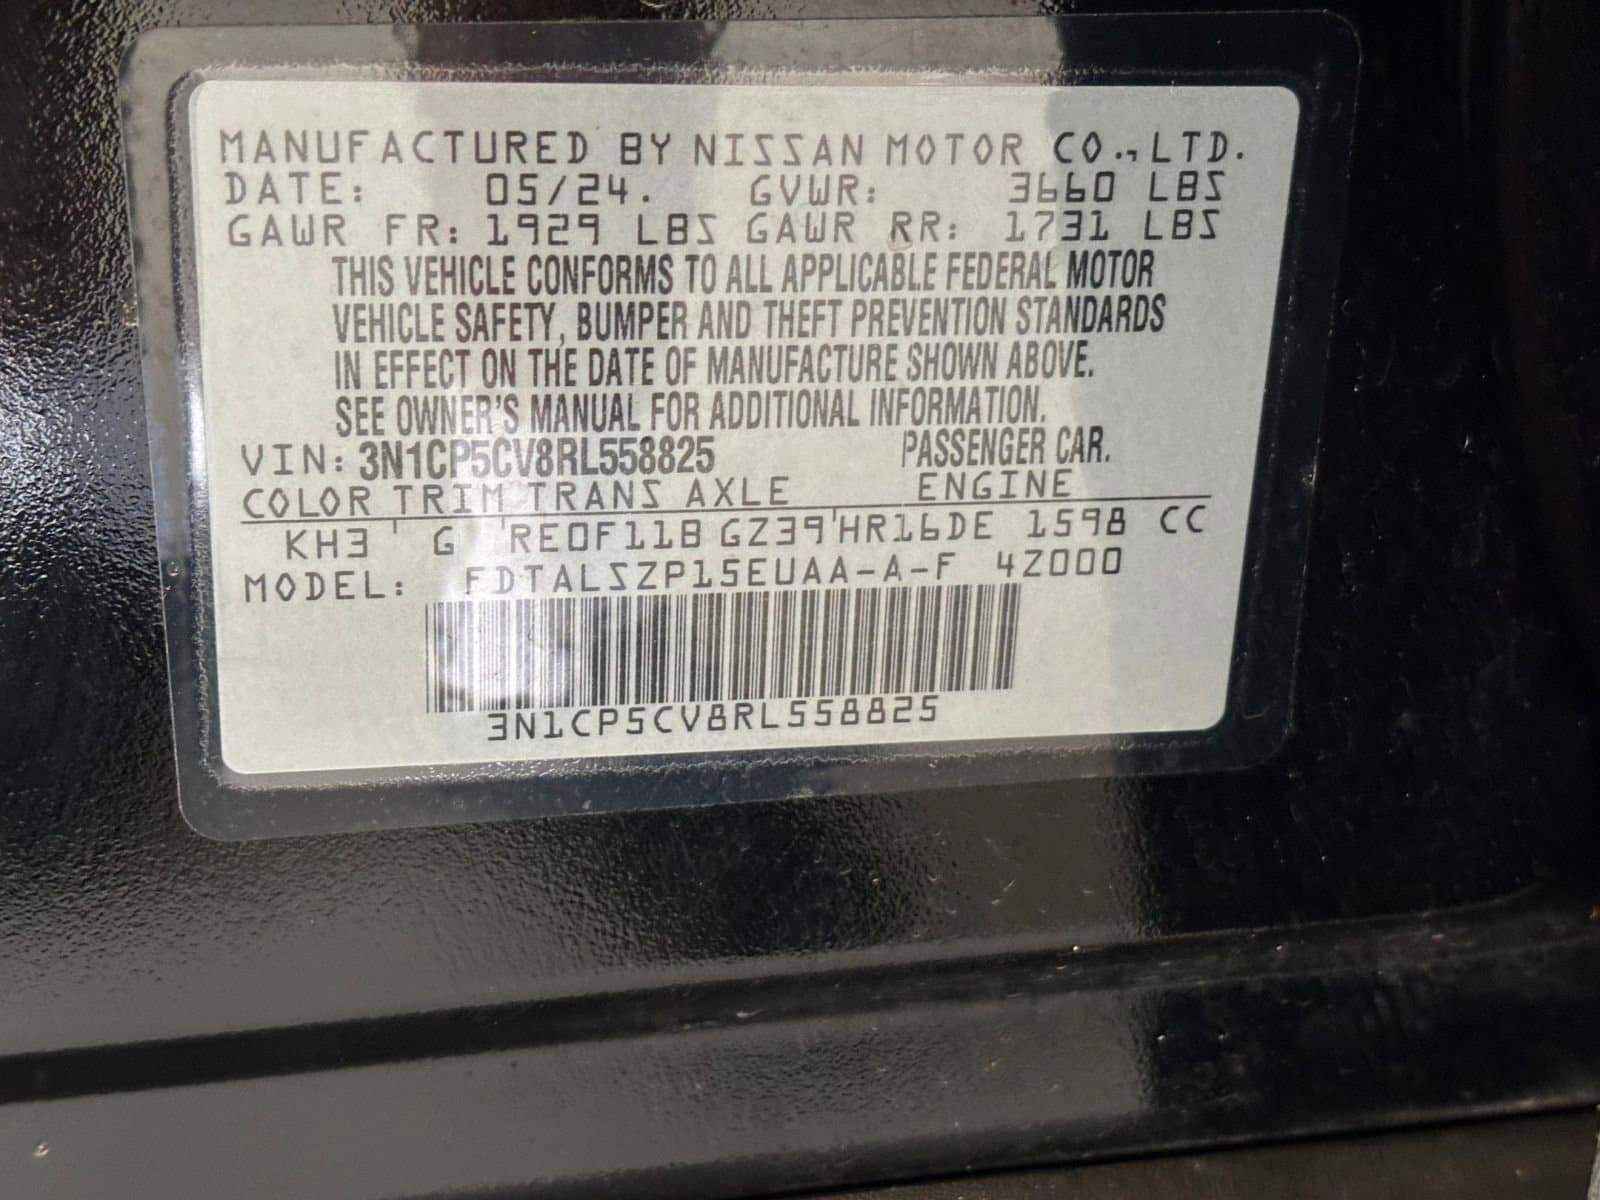 MANUFACTURED BY NISSAN MOTOR CO., LTD.
DATE: 05/24. GVWR: 3660 LBS
GAWR FR: 1929 LBS GAWR RR: 1731 LBS
THIS VEHICLE CONFORMS TO ALL APPLICABLE FEDERAL MOTOR
VEHICLE SAFETY, BUMPER AND THEFT PREVENTION STANDARDS
IN EFFECT ON THE DATE OF MANUFACTURE SHOWN ABOVE.
SEE OWNER'S MANUAL FOR ADDITIONAL INFORMATION.
VIN: 3N1CP5CV8RL558825 PASSENGER CAR.
COLOR TRIM TRANS AXLE ENGINE
KH3 ' G 'RE0F11B GZ39'HR16DE 1598 CC
MODEL: FDTALSZP15EUAA-A-F 4Z000
3N1CP5CV8RL558825